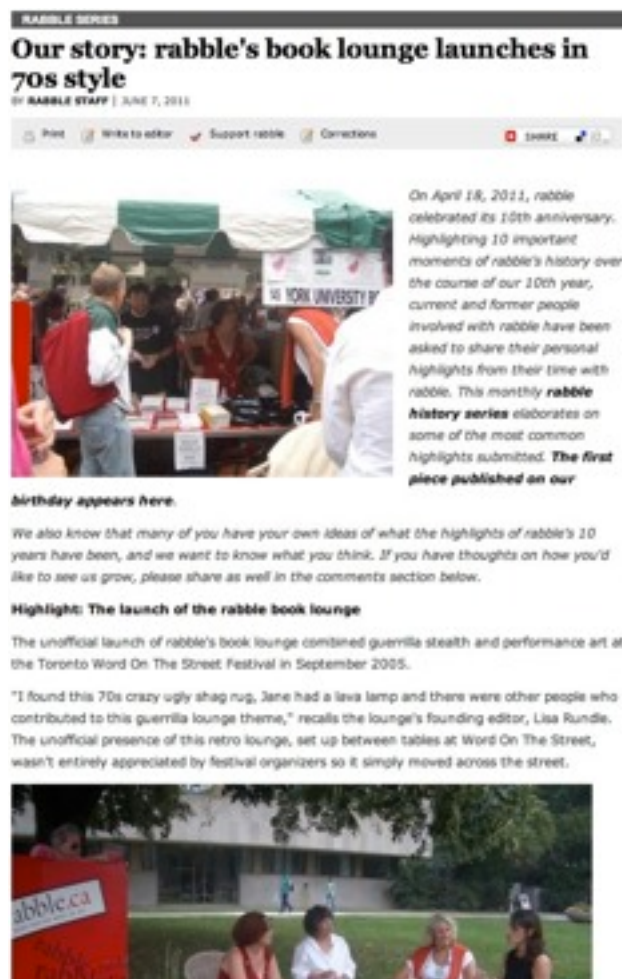 RABBLE SERIES
Our story: rabble's book lounge launches in
70s style
BY RABBLE STAFF | JUNE 7, 2011
Print Write to editor Support rabble Corrections SHARE
YORK UNIVERSITY
On April 18, 2011, rabble
celebrated its 10th anniversary.
Highlighting 10 important
moments of rabble's history over
the course of our 10th year,
current and former people
involved with rabble have been
asked to share their personal
highlights from their time with
rabble. This monthly rabble
history series elaborates on
some of the most common
highlights submitted. The first
piece published on our
birthday appears here.
We also know that many of you have your own ideas of what the highlights of rabble's 10
years have been, and we want to know what you think. If you have thoughts on how you'd
like to see us grow, please share as well in the comments section below.
Highlight: The launch of the rabble book lounge
The unofficial launch of rabble's book lounge combined guerrilla stealth and performance art at
the Toronto Word On The Street Festival in September 2005.
"I found this 70s crazy ugly shag rug, Jane had a lava lamp and there were other people who
contributed to this guerrilla lounge theme," recalls the lounge's founding editor, Lisa Rundle.
The unofficial presence of this retro lounge, set up between tables at Word On The Street,
wasn't entirely appreciated by festival organizers so it simply moved across the street.
abble.ca